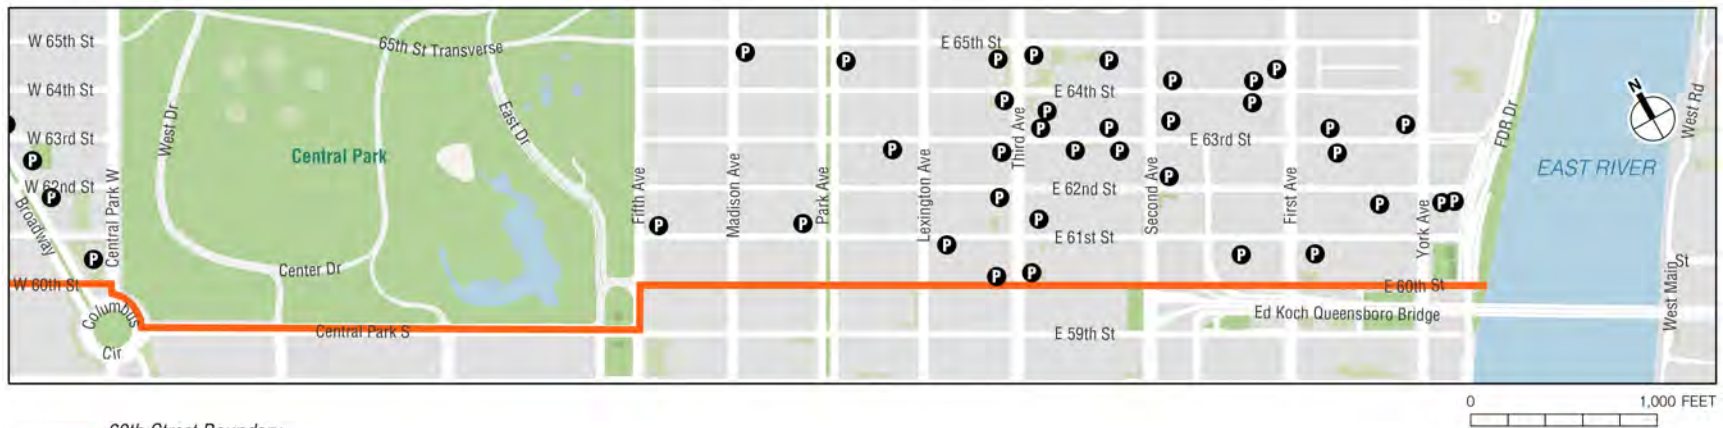 W 65th St
65th St Transverse
E 65th St
P
P
P
P
P
P
P
P
P
W 64th St
E 64th St
P
P
P
P
P
W 63rd St
West Dr
East Dr
Central Park
Third Ave
E 63rd St
FDR Dr
N
West Rd
P
P
P
P
P
P
P
P
P
P
P
EAST RIVER
W 62nd St
E 62nd St
P
P
P
P
P
P
Broadway
Central Park W
Fifth Ave
Madison Ave
Park Ave
Lexington Ave
Second Ave
First Ave
York Ave
P
P
P
E 61st St
P
P
P
P
Center Dr
St
P
P
W 60th St
E 60th St
Columbus
Cir
Central Park S
Ed Koch Queensboro Bridge
West Main
E 59th St
0
1,000 FEET
60th Street Boundary